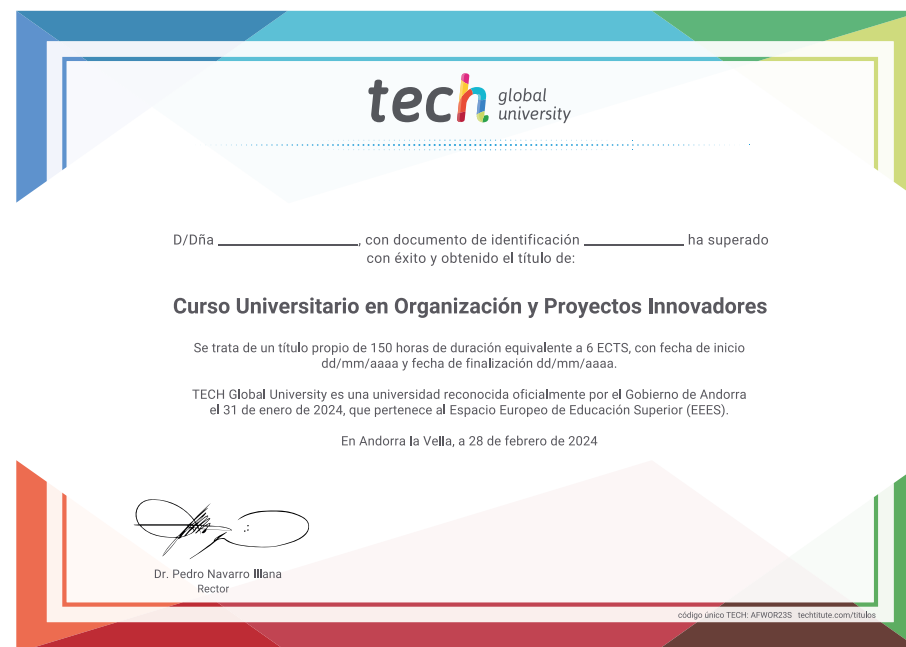 tech global university
D/Dña ____________________, con documento de identificación ______________ ha superado
con éxito y obtenido el título de:
Curso Universitario en Organización y Proyectos Innovadores
Se trata de un título propio de 150 horas de duración equivalente a 6 ECTS, con fecha de inicio
dd/mm/aaaa y fecha de finalización dd/mm/aaaa.
TECH Global University es una universidad reconocida oficialmente por el Gobierno de Andorra
el 31 de enero de 2024, que pertenece al Espacio Europeo de Educación Superior (EEES).
En Andorra la Vella, a 28 de febrero de 2024
Dr. Pedro Navarro Illana
Rector
código único TECH: AFWOR23S techtitute.com/titulos